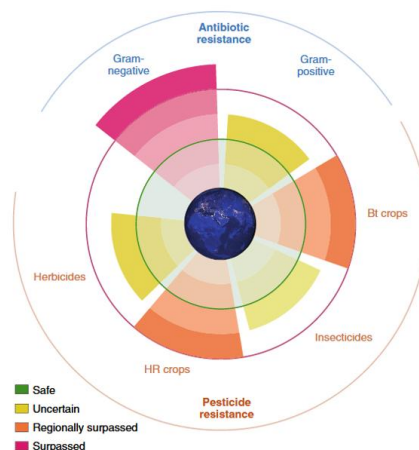 Antibiotic
resistance
Gram-
negative
Gram-
positive
Bt crops
Herbicides
Insecticides
HR crops
Safe
Uncertain
Regionally surpassed
Surpassed
Pesticide
resistance